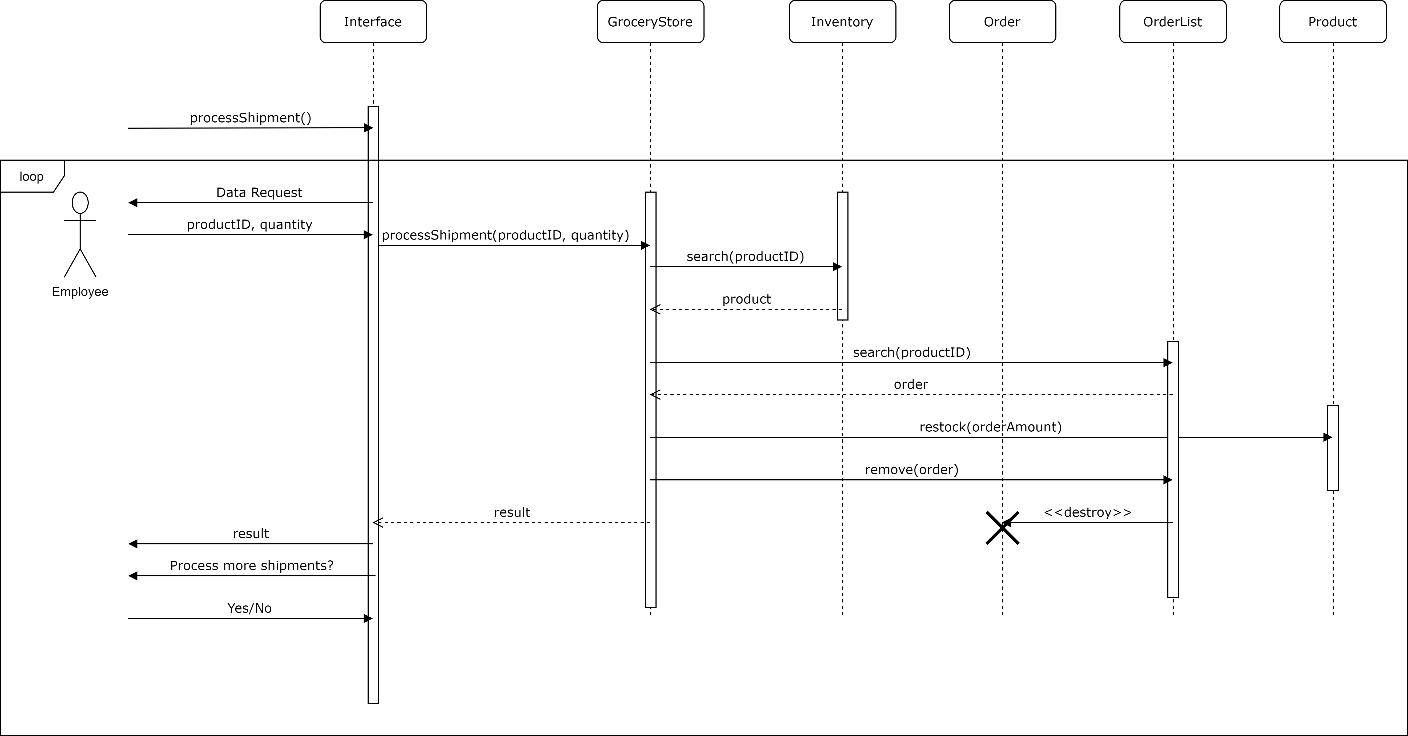 Interface
GroceryStore
Inventory
Order
OrderList
Product
processShipment()
loop
Data Request
productID, quantity
processShipment(productID, quantity)
search(productID)
Employee
product
search(productID)
order
restock(orderAmount)
remove(order)
result
<<destroy>>
result
Process more shipments?
Yes/No